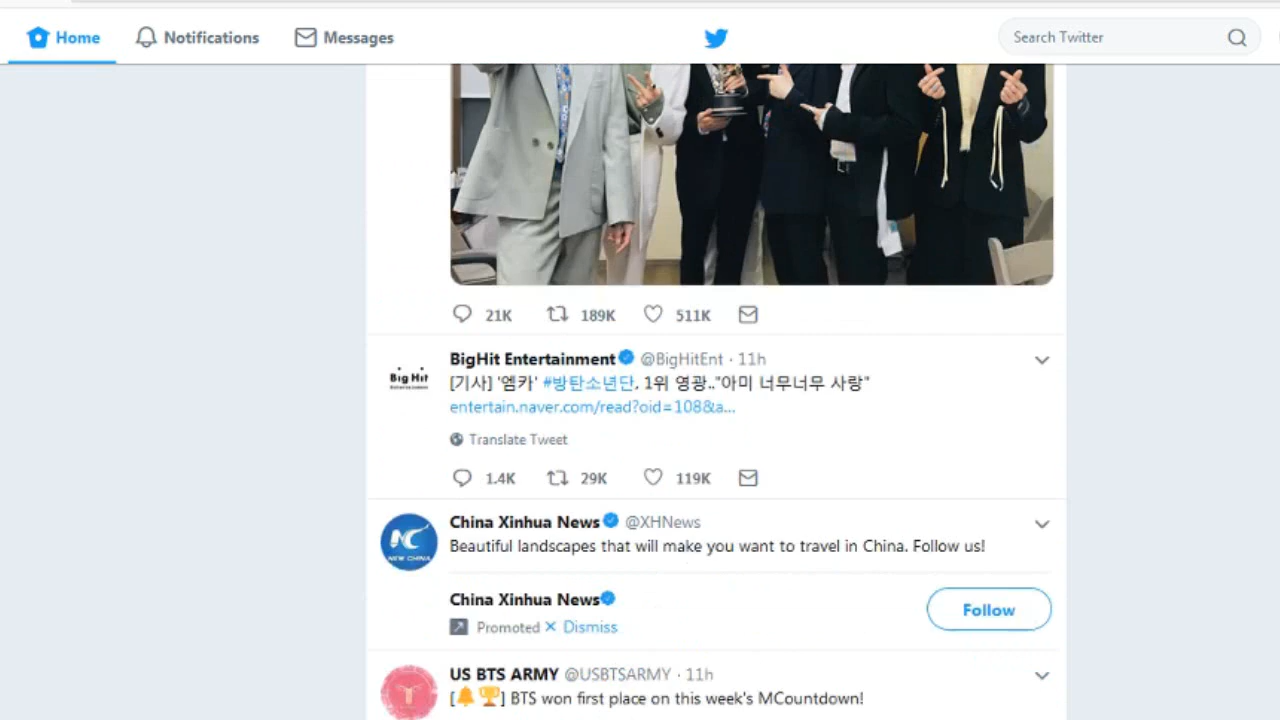 Home Notifications Messages Search Twitter
21K 189K 511K
BigHit Entertainment @BigHitEnt · 11h
Big Hit
[기사] '엠카' #방탄소년단, 1위 영광.."아미 너무너무 사랑"
entertain.naver.com/read?oid=108&a...
Translate Tweet
1.4K 29K 119K
China Xinhua News @XHNews
Beautiful landscapes that will make you want to travel in China. Follow us!
NEW CHINA
China Xinhua News
Follow
Promoted × Dismiss
US BTS ARMY @USBTSARMY · 11h
[🔔🏆] BTS won first place on this week's MCountdown!